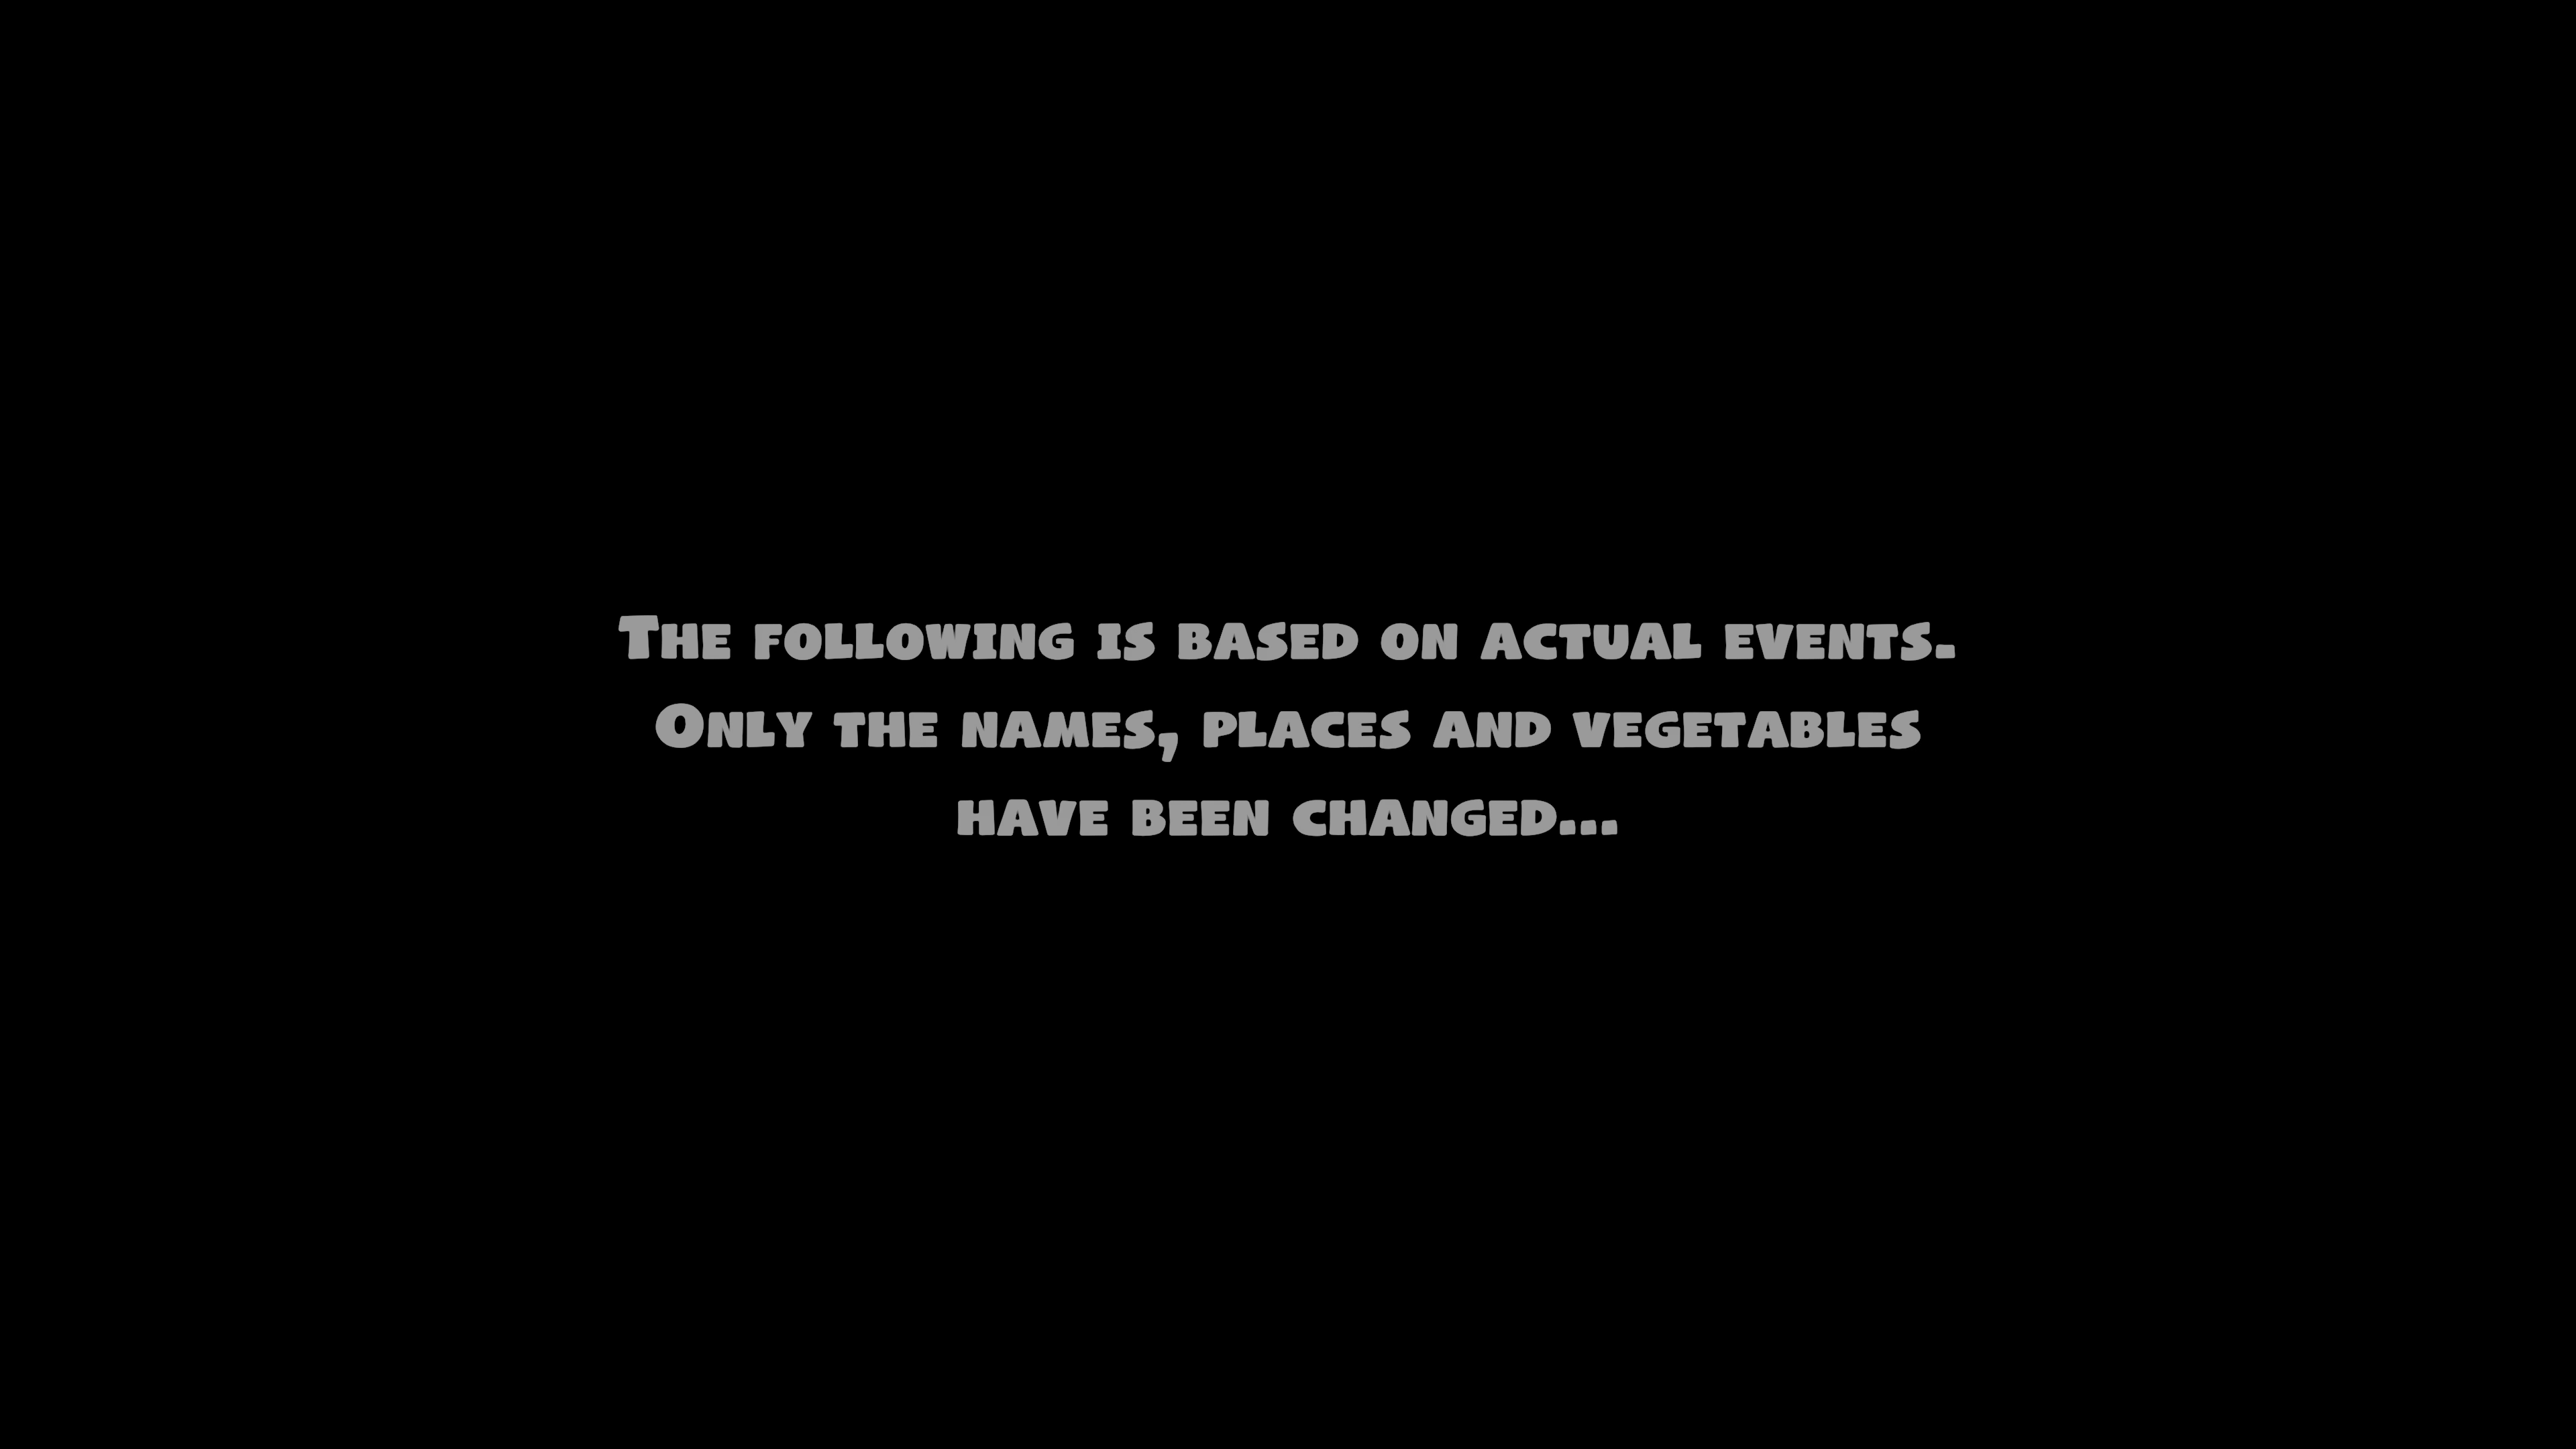 The following is based on actual events.
Only the names, places and vegetables
have been changed...